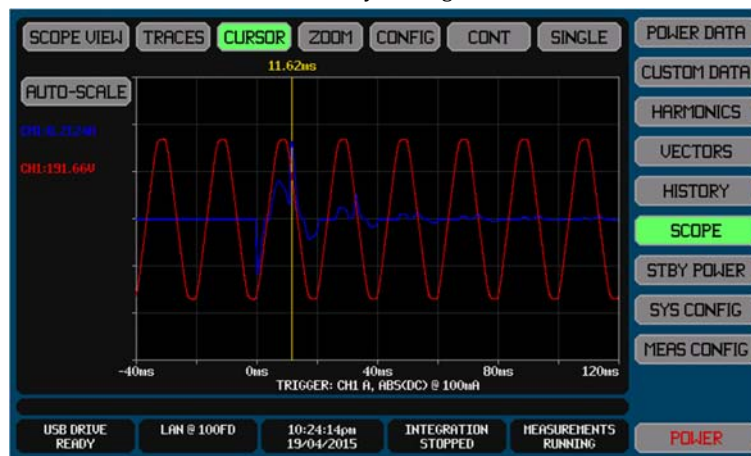 SCOPE VIEW TRACES CURSOR ZOOM CONFIG CONT SINGLE POWER DATA
11.62ms
CUSTOM DATA
AUTO-SCALE
HARMONICS
CH1:191.66V
VECTORS
HISTORY
SCOPE
STBY POWER
SYS CONFIG
MEAS CONFIG
-40ms 0ms 40ms 80ms 120ms
TRIGGER: CH1 A, ABS(DC) @ 100mA
USB DRIVE READY
LAN @ 100FD
10:24:14pm
19/04/2015
INTEGRATION STOPPED
MEASUREMENTS RUNNING
POWER